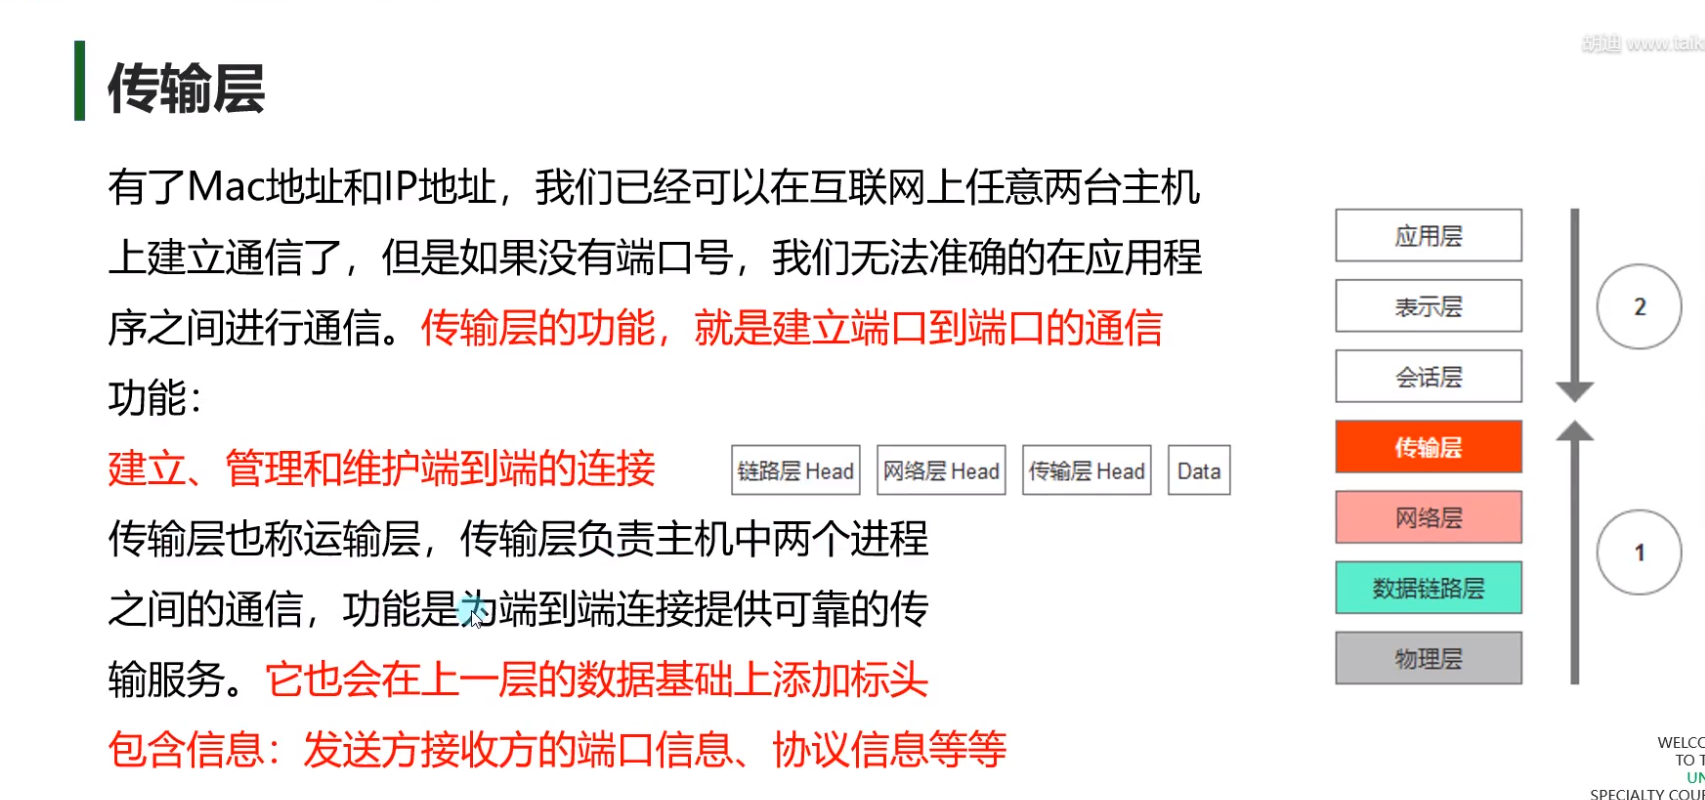 胡迪 www.taik
传输层
有了Mac地址和IP地址，我们已经可以在互联网上任意两台主机
上建立通信了，但是如果没有端口号，我们无法准确的在应用程
序之间进行通信。传输层的功能，就是建立端口到端口的通信
功能：
建立、管理和维护端到端的连接
链路层 Head 网络层 Head 传输层 Head Data
传输层也称运输层，传输层负责主机中两个进程
之间的通信，功能是为端到端连接提供可靠的传
输服务。它也会在上一层的数据基础上添加标头
包含信息：发送方接收方的端口信息、协议信息等等
应用层
表示层
会话层
传输层
网络层
数据链路层
物理层
2
1
WELCO
TO T
UN
SPECIALTY COU